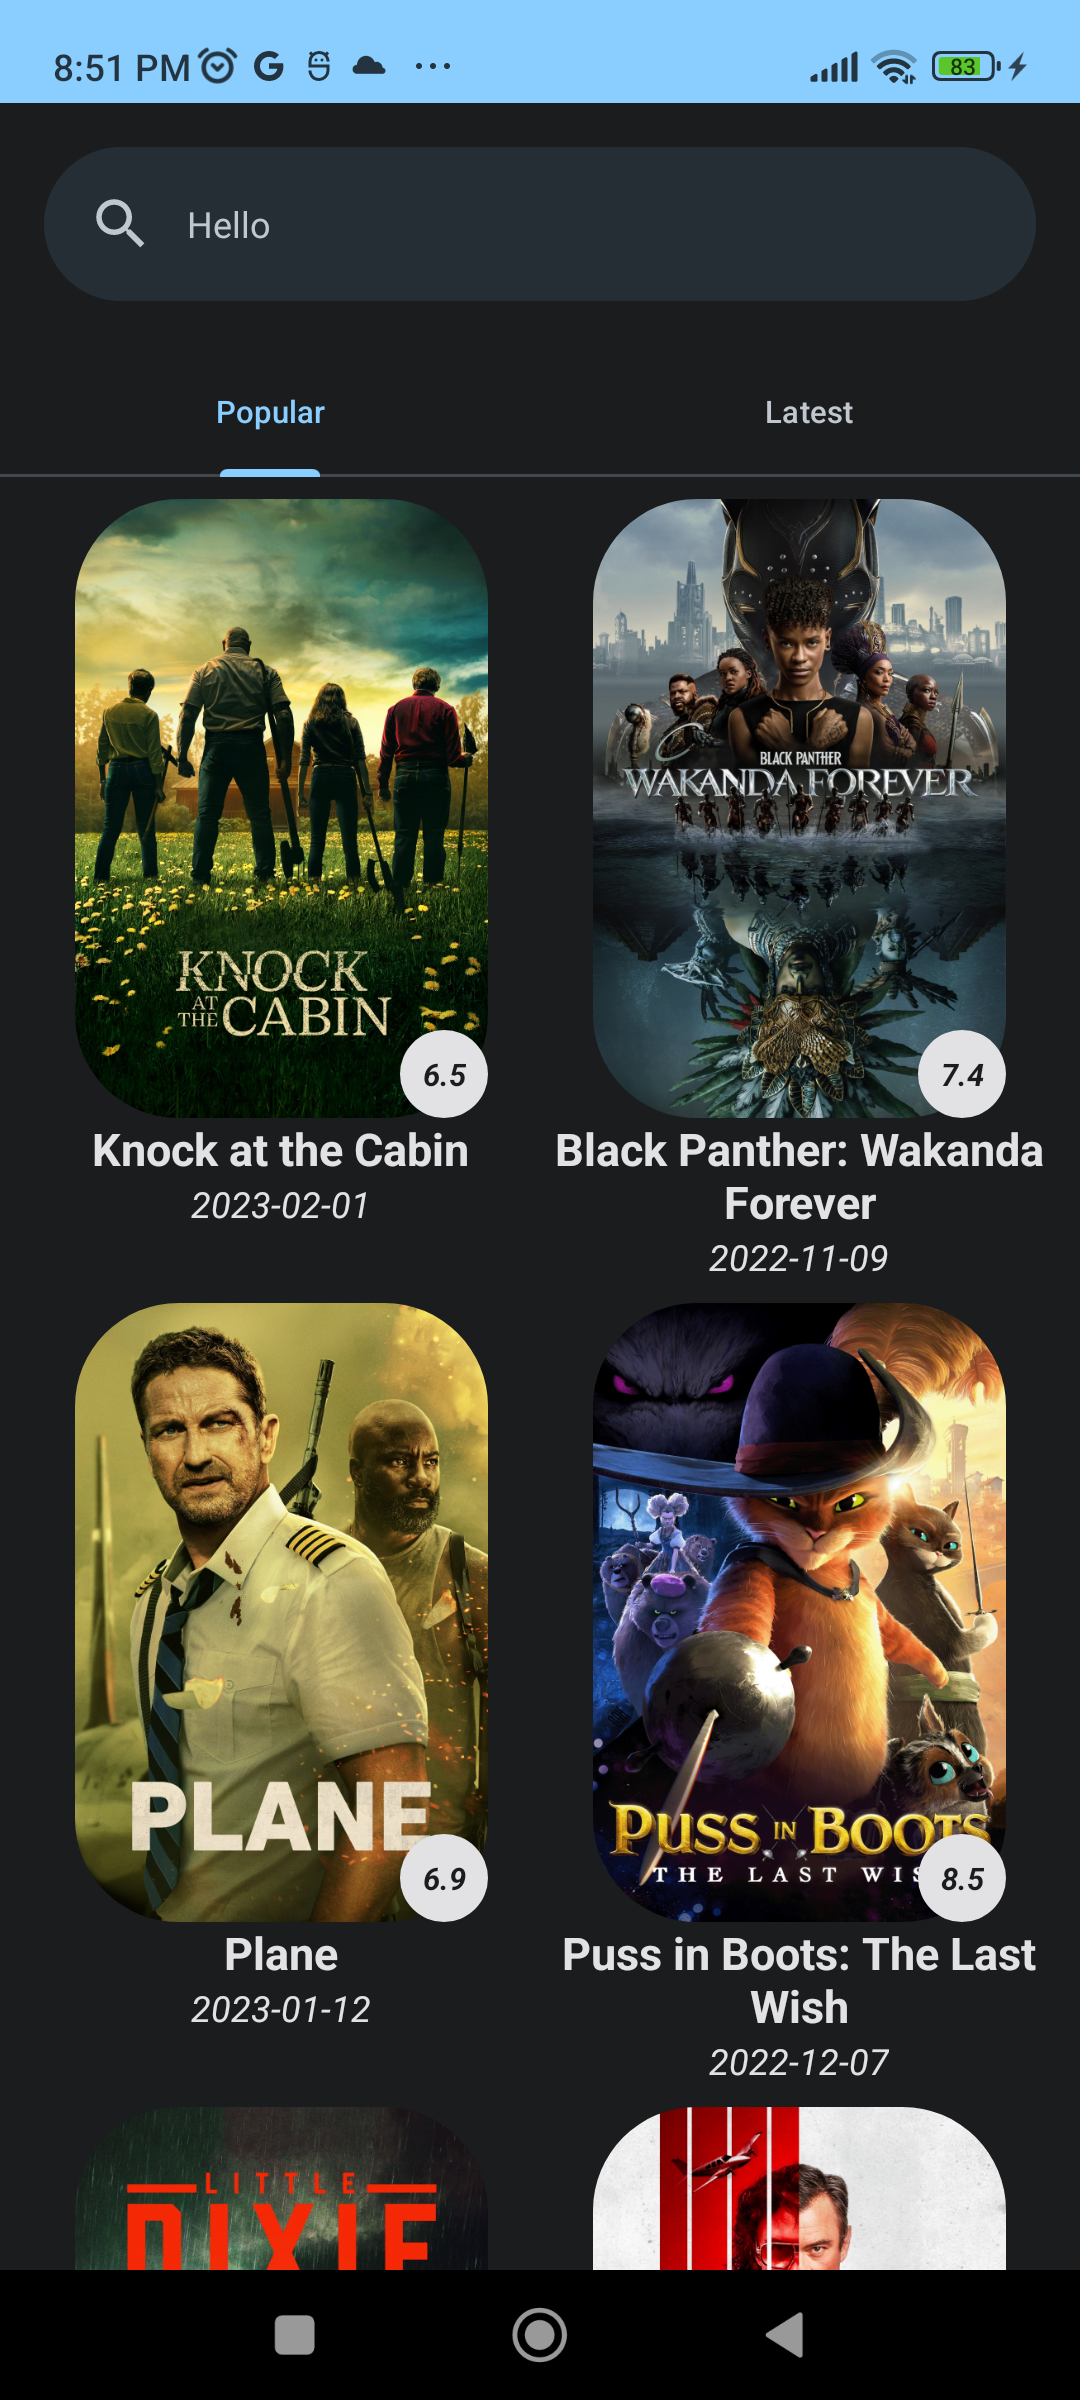 8:51 PM
83
Hello
Popular
Latest
KNOCK
AT THE CABIN
6.5
BLACK PANTHER
WAKANDA FOREVER
7.4
Knock at the Cabin
2023-02-01
Black Panther: Wakanda
Forever
2022-11-09
PLANE
6.9
PUSS IN BOOTS
THE LAST WIS
8.5
Plane
2023-01-12
Puss in Boots: The Last
Wish
2022-12-07
LITTLE
DIXIE